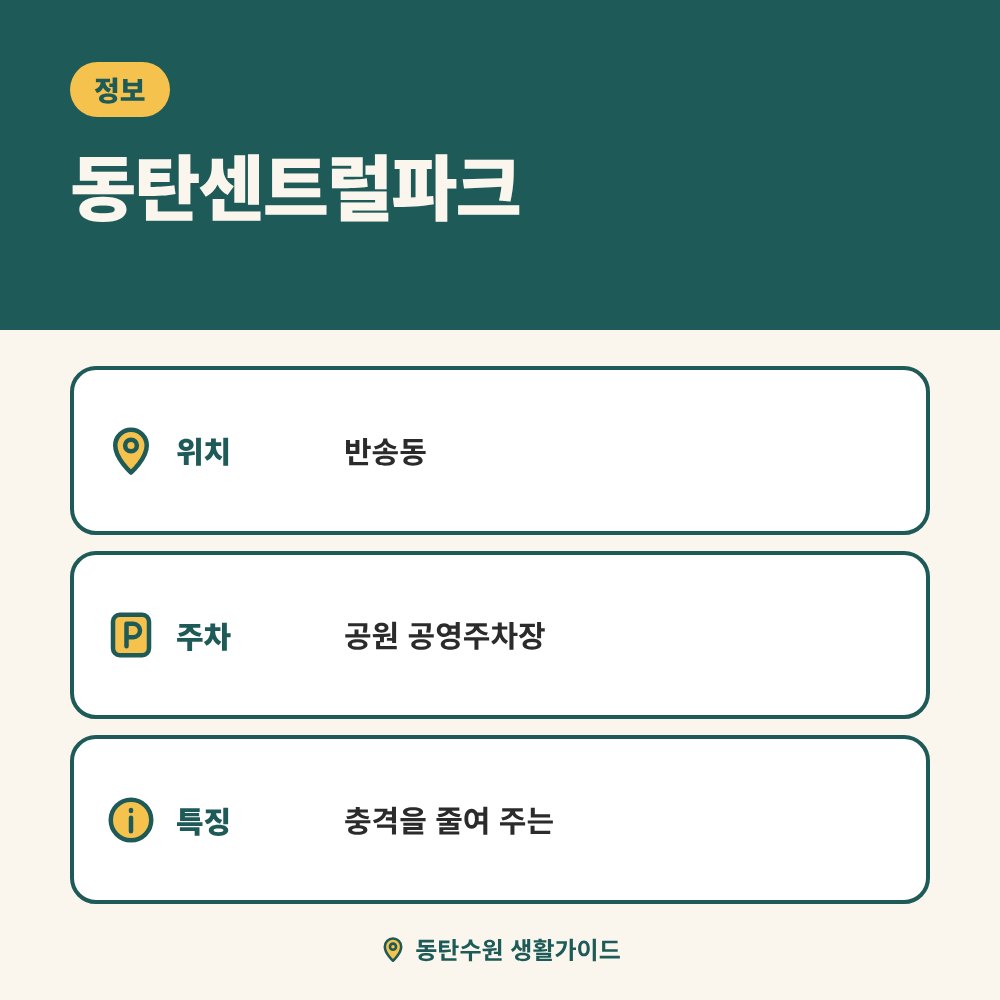 정보
동탄센트럴파크
위치 반송동
P 주차 공원 공영주차장
i 특징 충격을 줄여 주는
동탄수원 생활가이드